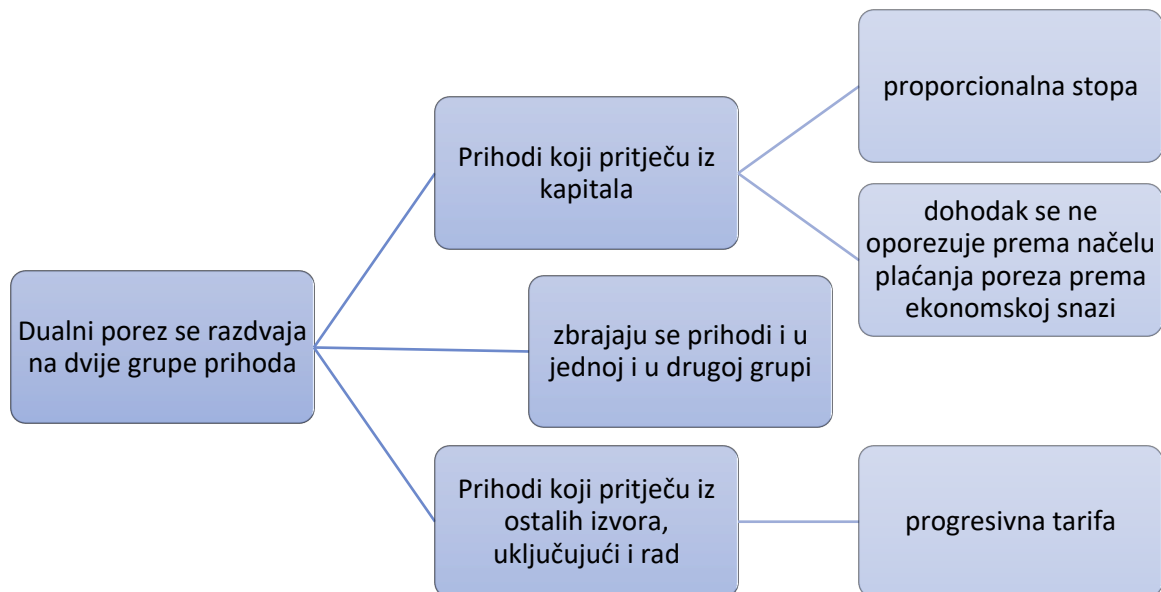 Dualni porez se razdvaja
na dvije grupe prihoda
Prihodi koji pritječu iz
kapitala
proporcionalna stopa
dohodak se ne
oporezuje prema načelu
plaćanja poreza prema
ekonomskoj snazi
zbrajaju se prihodi i u
jednoj i u drugoj grupi
Prihodi koji pritječu iz
ostalih izvora,
uključujući i rad
progresivna tarifa